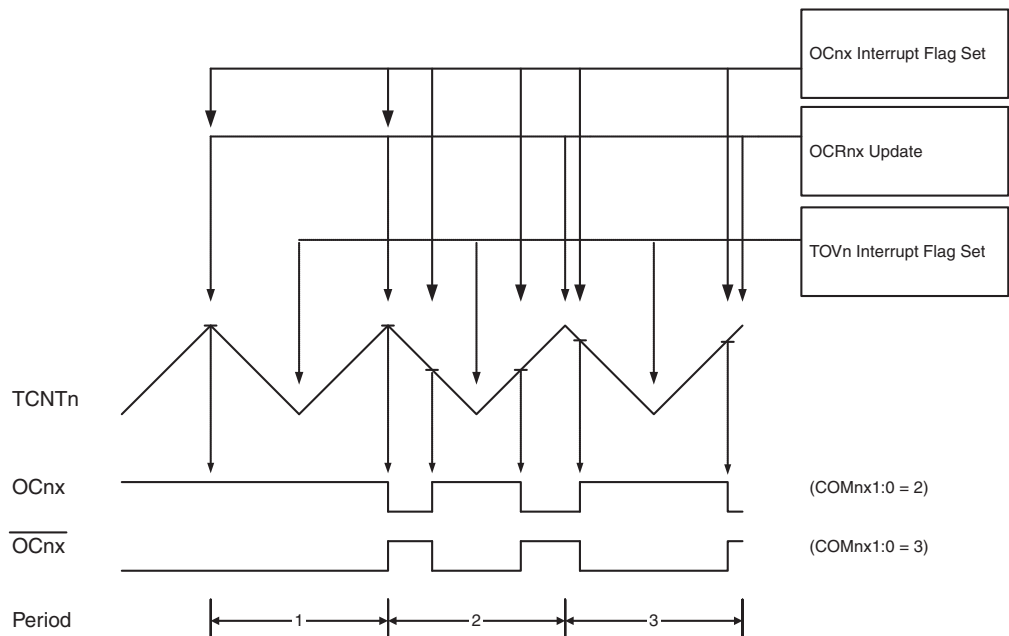 OCnx Interrupt Flag Set
OCRnx Update
TOVn Interrupt Flag Set
TCNTn
OCnx
(COMnx1:0 = 2)
OCnx
(COMnx1:0 = 3)
Period
1
2
3